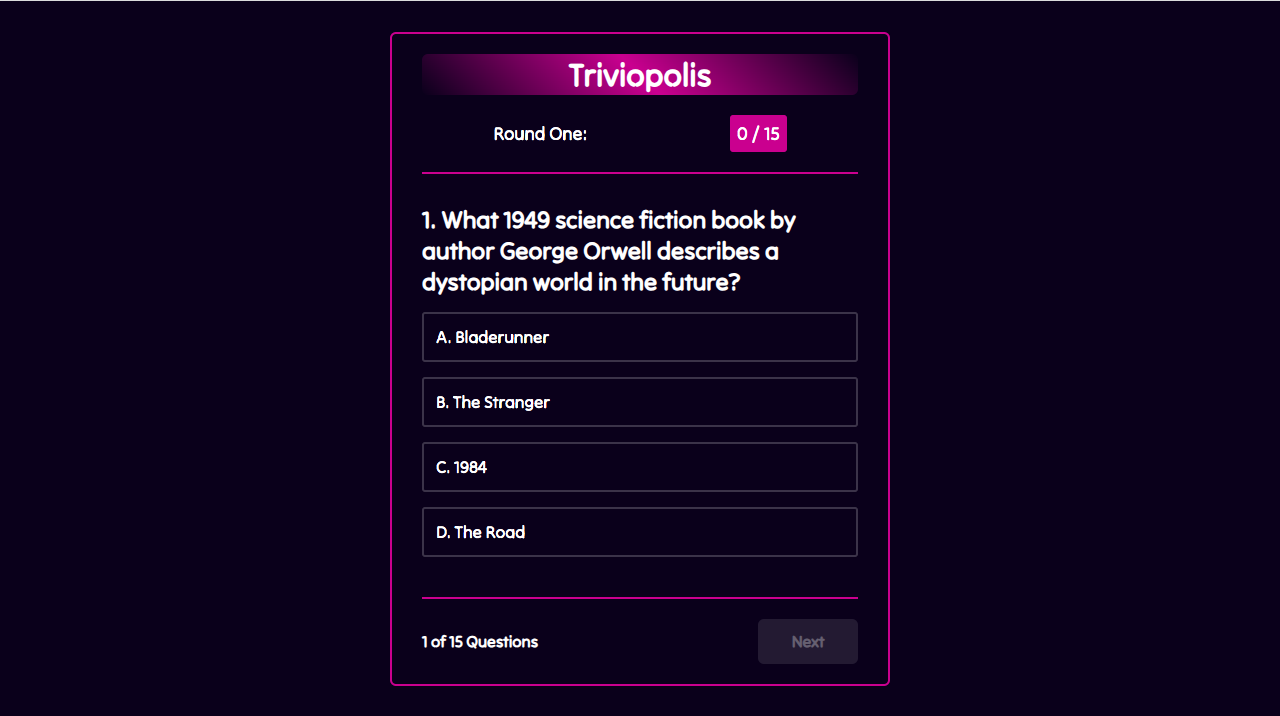 Triviopolis
Round One: 0 / 15
1. What 1949 science fiction book by
author George Orwell describes a
dystopian world in the future?
A. Bladerunner
B. The Stranger
C. 1984
D. The Road
1 of 15 Questions Next